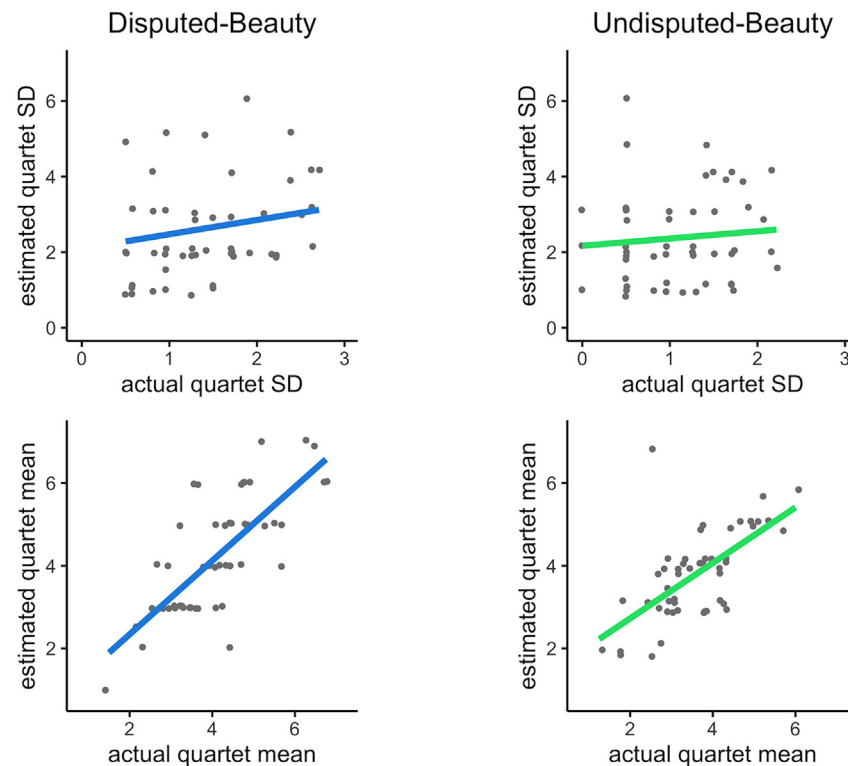 Disputed-Beauty
Undisputed-Beauty
estimated quartet SD
6
4
2
0
0 1 2 3
actual quartet SD
estimated quartet SD
6
4
2
0
0 1 2 3
actual quartet SD
estimated quartet mean
6
4
2
2 4 6
actual quartet mean
estimated quartet mean
6
4
2
2 4 6
actual quartet mean